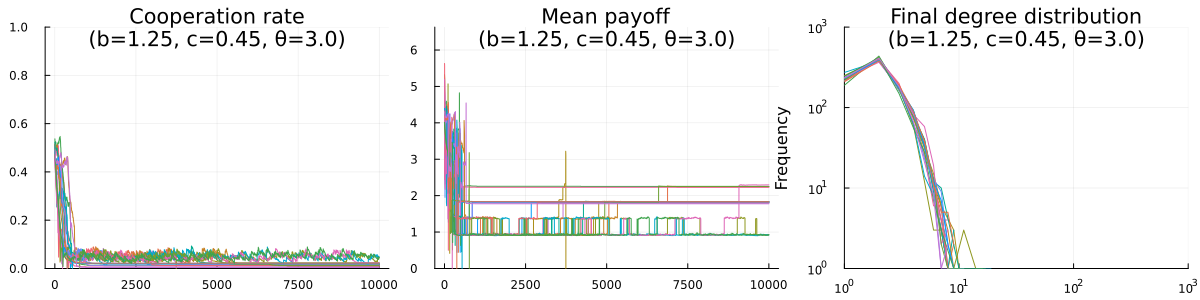 Cooperation rate
(b=1.25, c=0.45, θ=3.0)
1.0
0.8
0.6
0.4
0.2
0.0
0 2500 5000 7500 10000
Mean payoff
(b=1.25, c=0.45, θ=3.0)
6
5
4
3
2
1
0
0 2500 5000 7500 10000
Final degree distribution
(b=1.25, c=0.45, θ=3.0)
Frequency
10³
10²
10¹
10⁰
10⁰ 10¹ 10² 10³